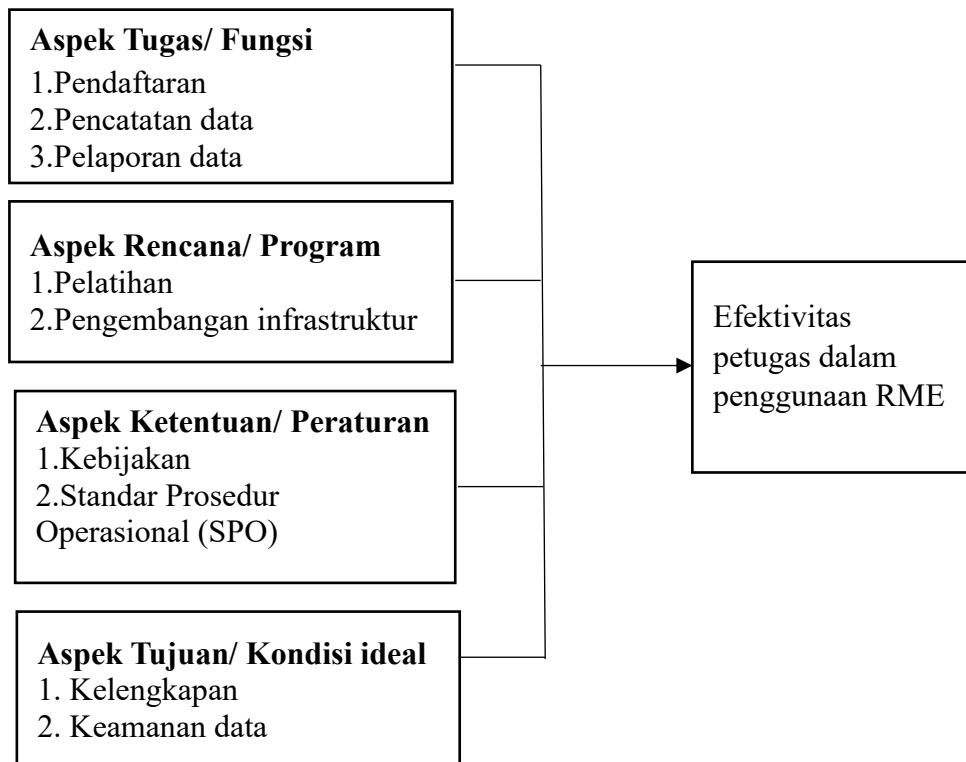 Aspek Tugas/ Fungsi
1.Pendaftaran
2.Pencatatan data
3.Pelaporan data
Aspek Rencana/ Program
1.Pelatihan
2.Pengembangan infrastruktur
Aspek Ketentuan/ Peraturan
1.Kebijakan
2.Standar Prosedur
Operasional (SPO)
Aspek Tujuan/ Kondisi ideal
1. Kelengkapan
2. Keamanan data
Efektivitas
petugas dalam
penggunaan RME